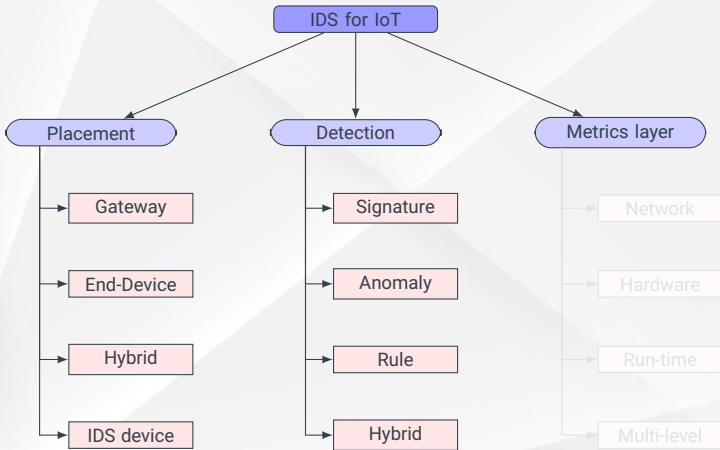 IDS for IoT
Placement
Detection
Metrics layer
Gateway
Signature
Network
End-Device
Anomaly
Hardware
Hybrid
Rule
Run-time
IDS device
Hybrid
Multi-level